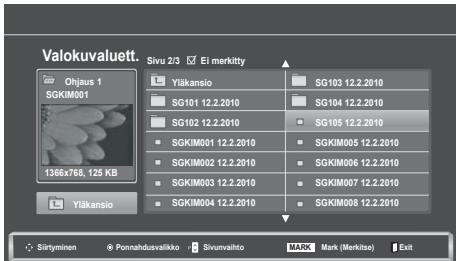 Valokuvaluett. Sivu 2/3 Ei merkitty
Ohjaus 1
SGKIM001
1366x768, 125 KB
Yläkansio
Yläkansio
SG101 12.2.2010
SG102 12.2.2010
SGKIM001 12.2.2010
SGKIM002 12.2.2010
SGKIM003 12.2.2010
SGKIM004 12.2.2010
SG103 12.2.2010
SG104 12.2.2010
SG105 12.2.2010
SGKIM005 12.2.2010
SGKIM006 12.2.2010
SGKIM007 12.2.2010
SGKIM008 12.2.2010
Siirtyminen Ponnahdusvalikko Sivunvaihto MARK Mark (Merkitse) Exit